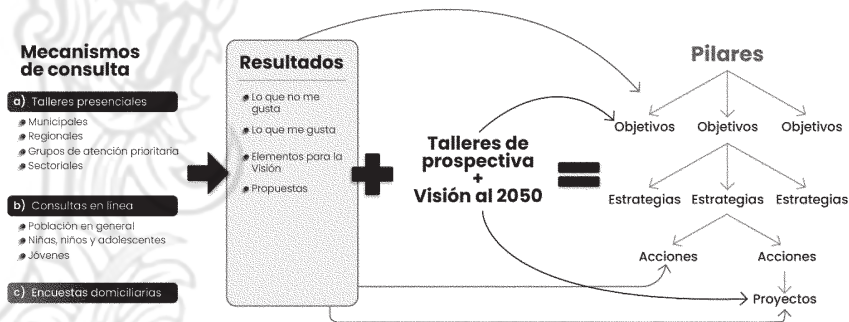 Mecanismos
de consulta
a) Talleres presenciales
Municipales
Regionales
Grupos de atención prioritaria
Sectoriales
b) Consultas en línea
Población en general
Niñas, niños y adolescentes
Jóvenes
c) Encuestas domiciliarias
Resultados
Lo que no me
gusta
Lo que me gusta
Elementos para la
Visión
Propuestas
+
Talleres de
prospectiva
+
Visión al 2050
=
Pilares
Objetivos Objetivos Objetivos
Estrategias Estrategias Estrategias
Acciones Acciones
Proyectos